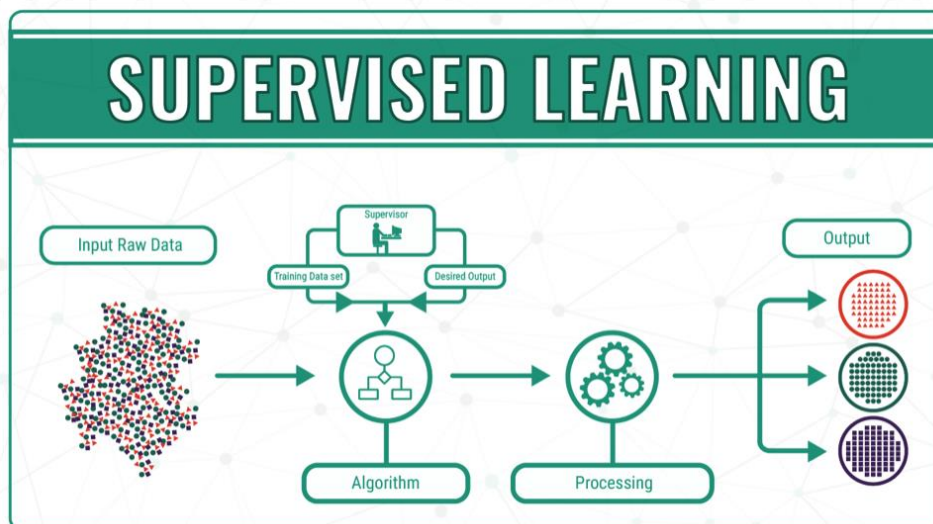 SUPERVISED LEARNING
Input Raw Data
Supervisor
Training Data set
Desired Output
Algorithm
Processing
Output